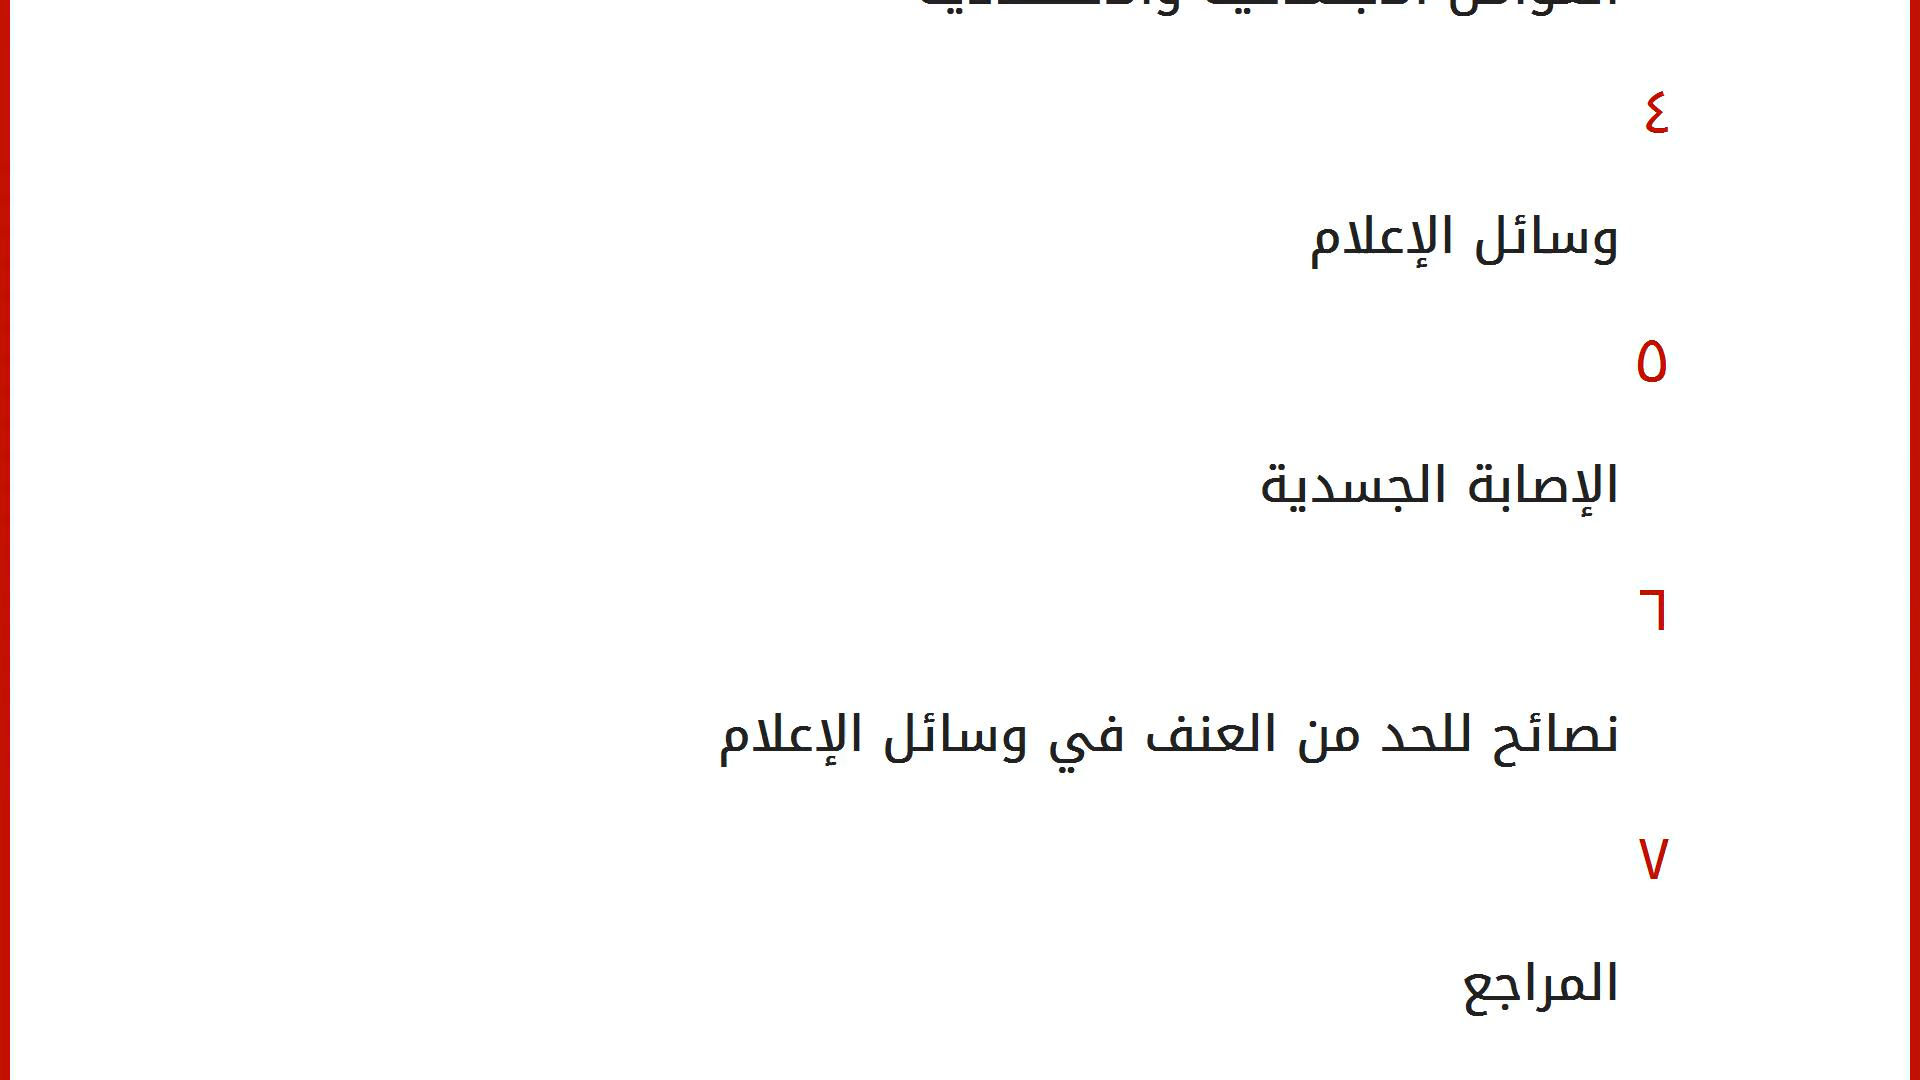 ٤
وسائل الإعلام
٥
الإصابة الجسدية
٦
نصائح للحد من العنف في وسائل الإعلام
٧
المراجع